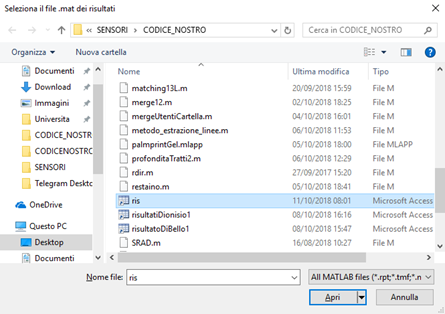 Seleziona il file .mat dei risultati
« SENSORI > CODICE_NOSTRO
Cerca in CODICE_NOSTRO
Organizza Nuova cartella
Documenti
Download
Immagini
Universita
CODICE_NOSTR
CODICENOSTRO
SENSORI
Telegram Deskto
OneDrive
Questo PC
Desktop
Documenti
Nome Ultima modifica Tipo
matching13L.m 20/09/2018 15:59 File M
merge12.m 02/10/2018 18:25 File M
mergeUtentiCartella.m 04/10/2018 16:01 File M
metodo_estrazione_linee.m 06/10/2018 11:53 File M
palmprintGel.mlapp 05/10/2018 18:00 File MLAPP
profonditaTratti2.m 06/10/2018 12:29 File M
rdir.m 27/09/2017 15:20 File M
restaino.m 05/10/2018 18:41 File M
ris 11/10/2018 08:01 Microsoft Access
risultatiDionisio1 08/10/2018 16:16 Microsoft Access
risultatoDiBello1 08/10/2018 15:47 Microsoft Access
SRAD.m 16/08/2018 10:27 File M
Nome file: ris
All MATLAB files (*.rpt;*.tmf;*.n
Apri Annulla